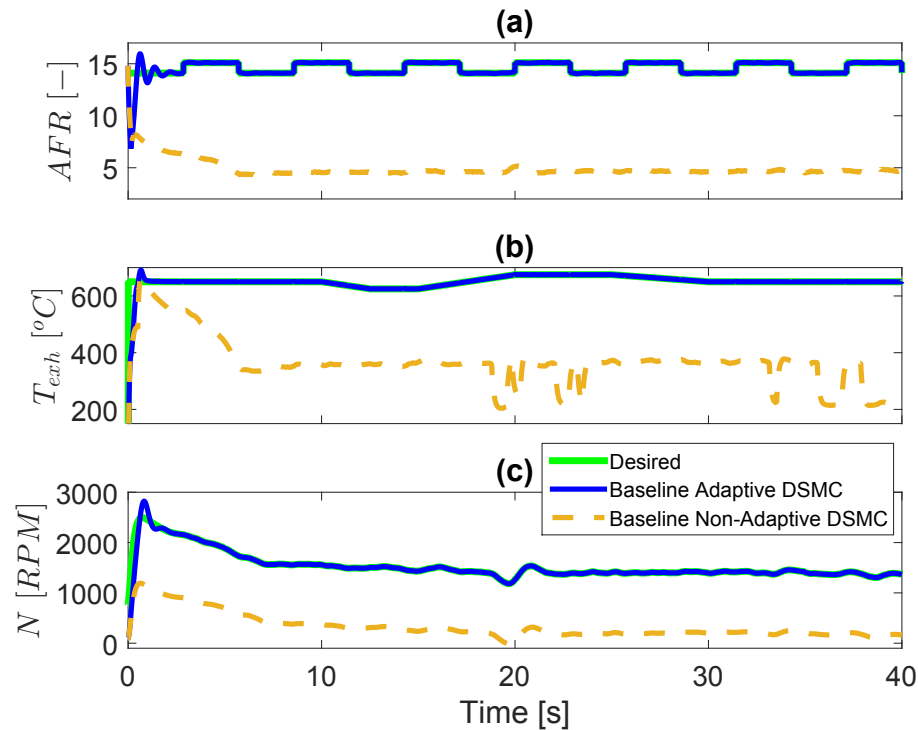 (a)
AFR [−]
15
10
5
(b)
T_exh [°C]
600
400
200
(c)
Desired
Baseline Adaptive DSMC
Baseline Non-Adaptive DSMC
N [RPM]
3000
2000
1000
0
0 10 20 30 40
Time [s]